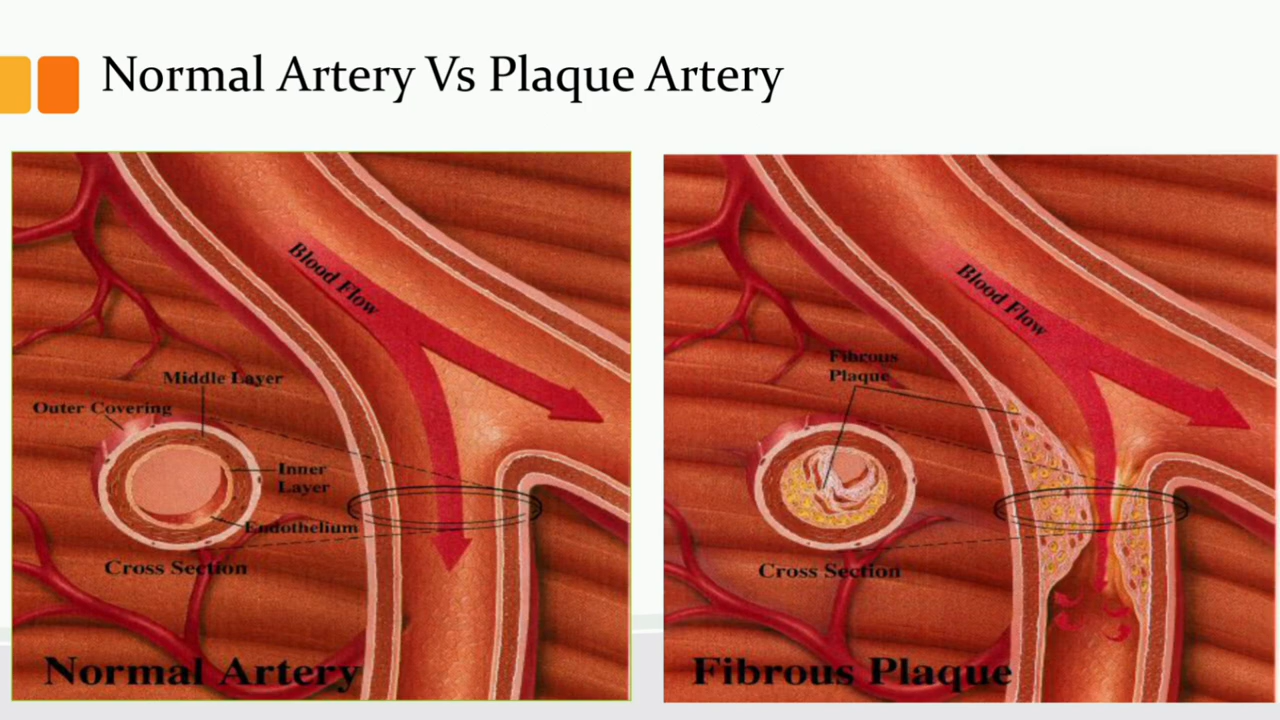 Normal Artery Vs Plaque Artery
Blood Flow
Middle Layer
Outer Covering
Inner
Layer
Endothelium
Cross Section
Normal Artery
Blood Flow
Fibrous
Plaque
Cross Section
Fibrous Plaque